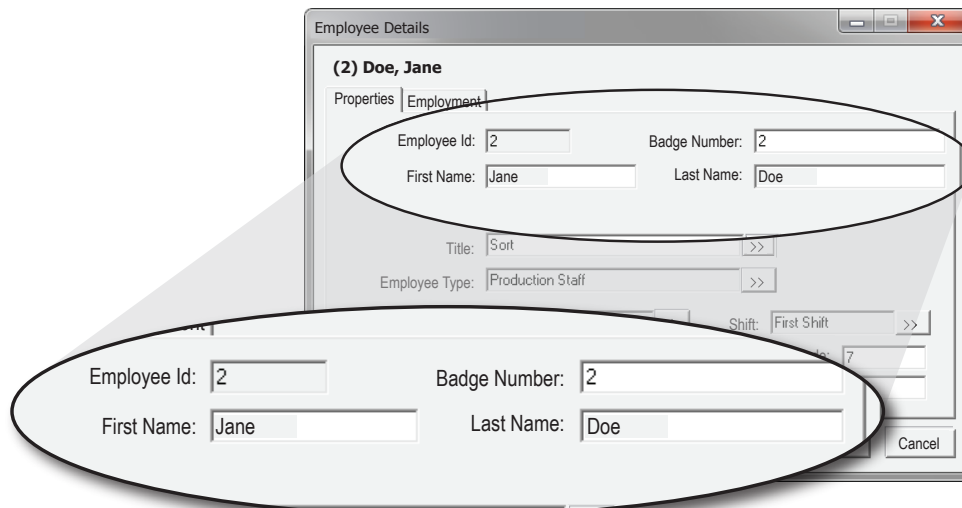 Employee Details
(2) Doe, Jane
Properties Employment
Employee Id: 2 Badge Number: 2
First Name: Jane Last Name: Doe
Title: Sort >>
Employee Type: Production Staff >>
Shift: First Shift >>
7
Cancel
Employee Id: 2 Badge Number: 2
First Name: Jane Last Name: Doe